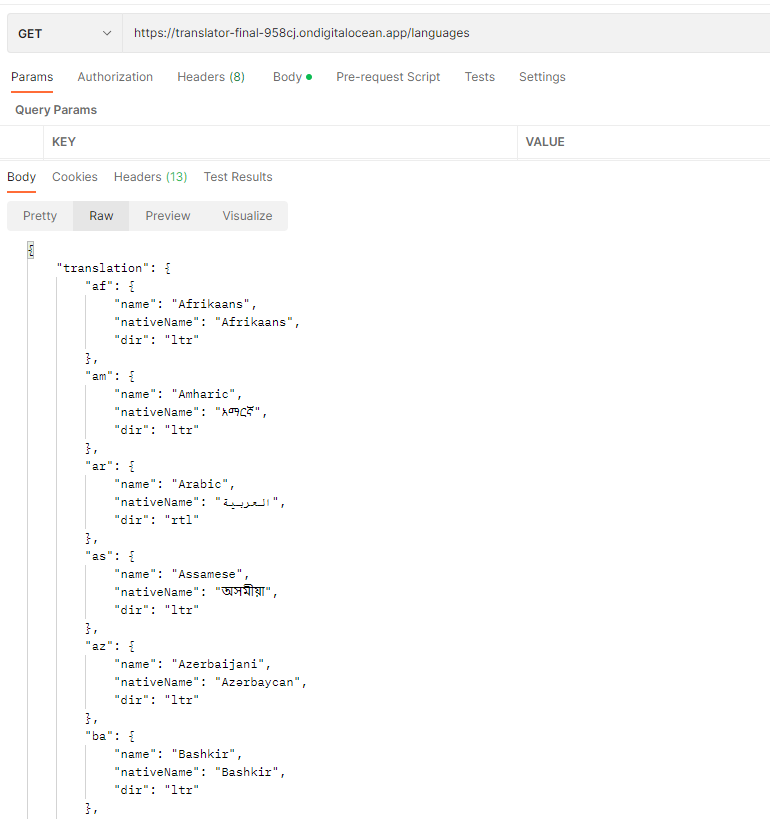 GET https://translator-final-958cj.ondigitalocean.app/languages
Params Authorization Headers (8) Body Pre-request Script Tests Settings
Query Params
KEY VALUE
Body Cookies Headers (13) Test Results
Pretty Raw Preview Visualize
{
"translation": {
"af": {
"name": "Afrikaans",
"nativeName": "Afrikaans",
"dir": "ltr"
},
"am": {
"name": "Amharic",
"nativeName": "አማርኛ",
"dir": "ltr"
},
"ar": {
"name": "Arabic",
"nativeName": "العربية",
"dir": "rtl"
},
"as": {
"name": "Assamese",
"nativeName": "অসমীয়া",
"dir": "ltr"
},
"az": {
"name": "Azerbaijani",
"nativeName": "Azərbaycan",
"dir": "ltr"
},
"ba": {
"name": "Bashkir",
"nativeName": "Bashkir",
"dir": "ltr"
},